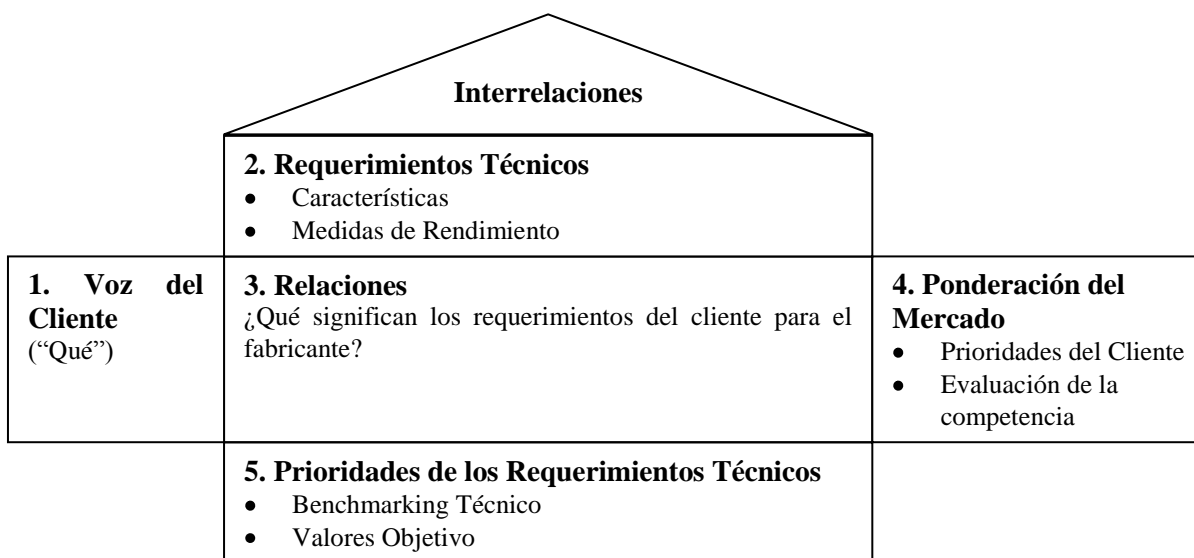 Interrelaciones
2. Requerimientos Técnicos
• Características
• Medidas de Rendimiento
1. Voz del
Cliente
(“Qué”)
3. Relaciones
¿Qué significan los requerimientos del cliente para el
fabricante?
4. Ponderación del
Mercado
• Prioridades del Cliente
• Evaluación de la
competencia
5. Prioridades de los Requerimientos Técnicos
• Benchmarking Técnico
• Valores Objetivo